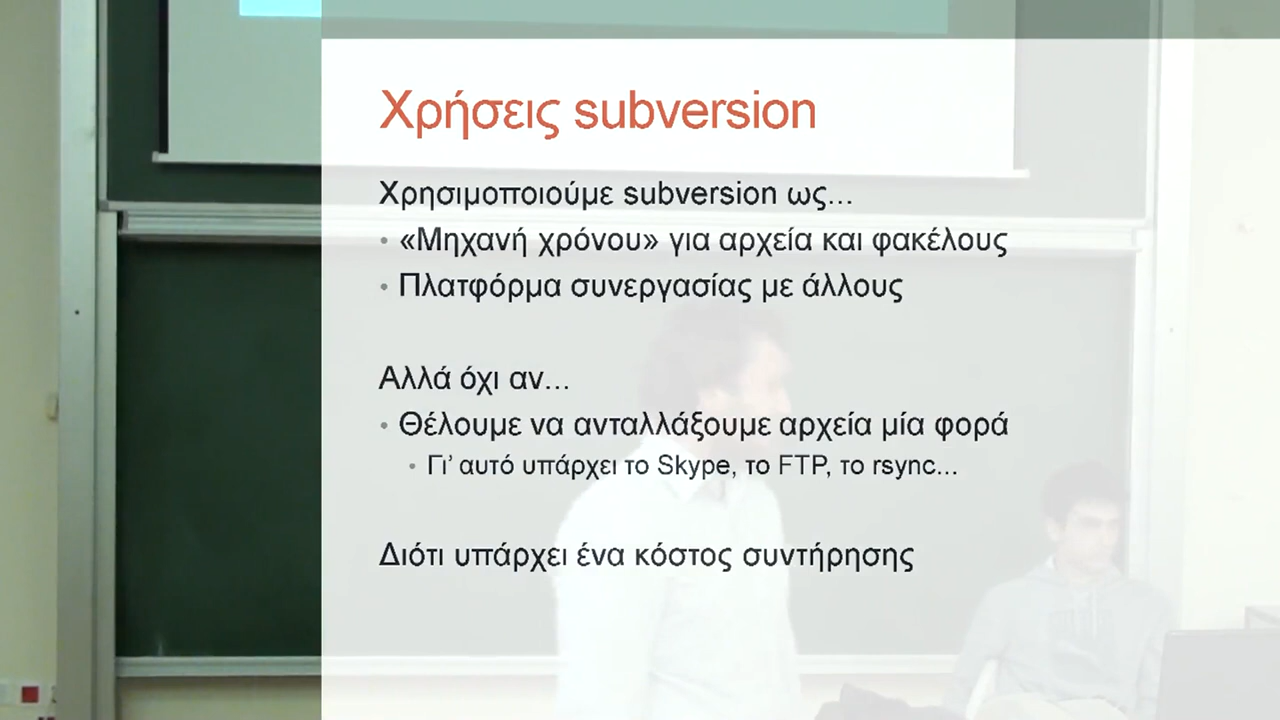 Χρήσεις subversion
Χρησιμοποιούμε subversion ως...
• «Μηχανή χρόνου» για αρχεία και φακέλους
• Πλατφόρμα συνεργασίας με άλλους
Αλλά όχι αν...
• Θέλουμε να ανταλλάξουμε αρχεία μία φορά
• Γι’ αυτό υπάρχει το Skype, το FTP, το rsync...
Διότι υπάρχει ένα κόστος συντήρησης